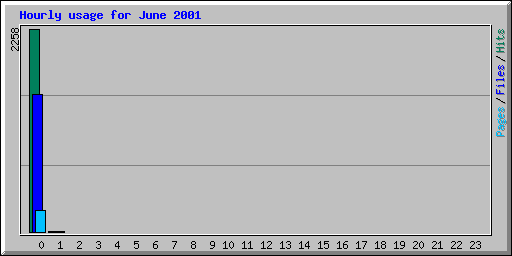 Hourly usage for June 2001
2258
Pages/Files/Hits
0 1 2 3 4 5 6 7 8 9 10 11 12 13 14 15 16 17 18 19 20 21 22 23